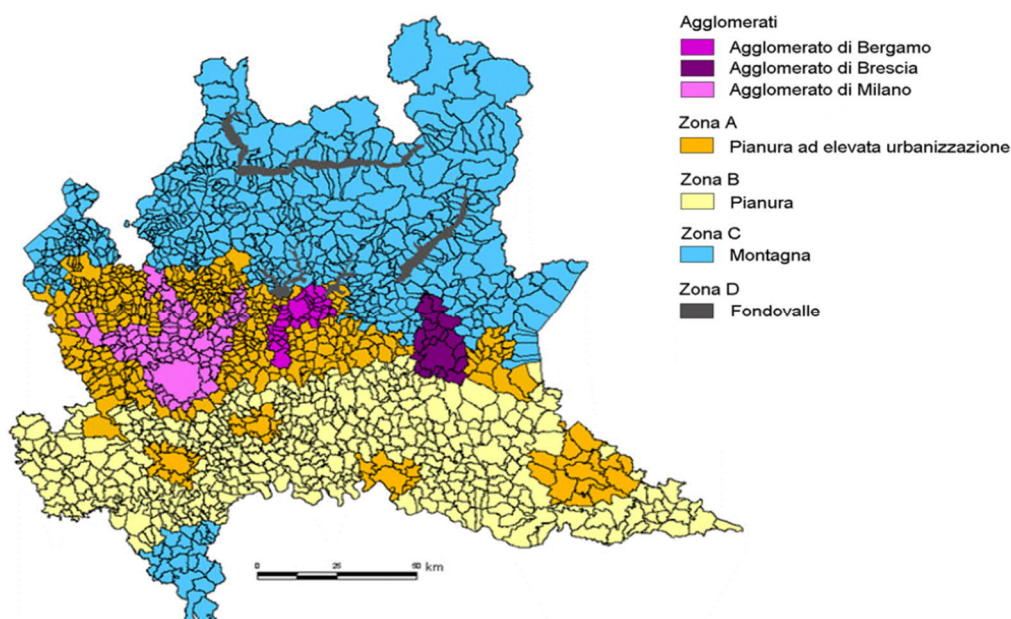 Agglomerati
Agglomerato di Bergamo
Agglomerato di Brescia
Agglomerato di Milano
Zona A
Pianura ad elevata urbanizzazione
Zona B
Pianura
Zona C
Montagna
Zona D
Fondovalle
0 25 50 km